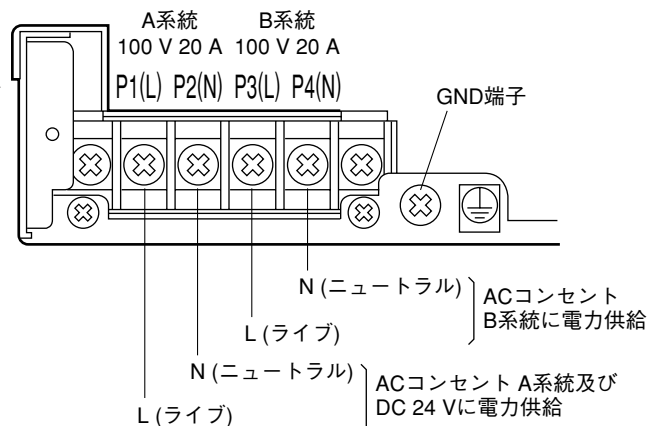 A系統 B系統
100 V 20 A 100 V 20 A
P1(L) P2(N) P3(L) P4(N)
GND端子
N (ニュートラル)
ACコンセント
B系統に電力供給
L (ライブ)
N (ニュートラル)
ACコンセント A系統及び
DC 24 Vに電力供給
L (ライブ)